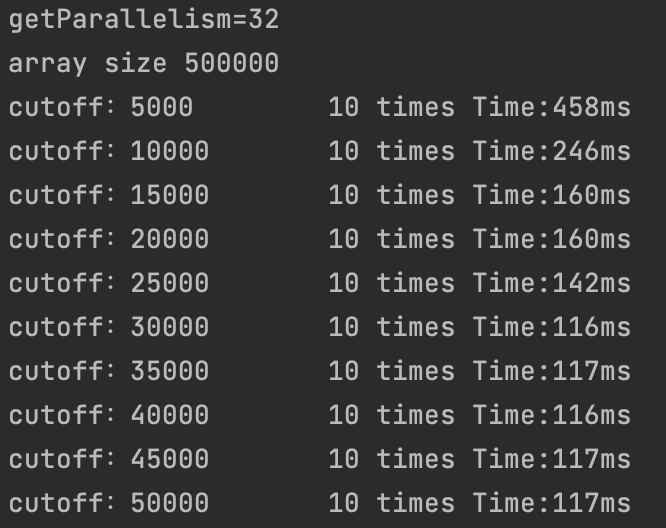 getParallelism=32
array size 500000
cutoff: 5000 10 times Time:458ms
cutoff: 10000 10 times Time:246ms
cutoff: 15000 10 times Time:160ms
cutoff: 20000 10 times Time:160ms
cutoff: 25000 10 times Time:142ms
cutoff: 30000 10 times Time:116ms
cutoff: 35000 10 times Time:117ms
cutoff: 40000 10 times Time:116ms
cutoff: 45000 10 times Time:117ms
cutoff: 50000 10 times Time:117ms